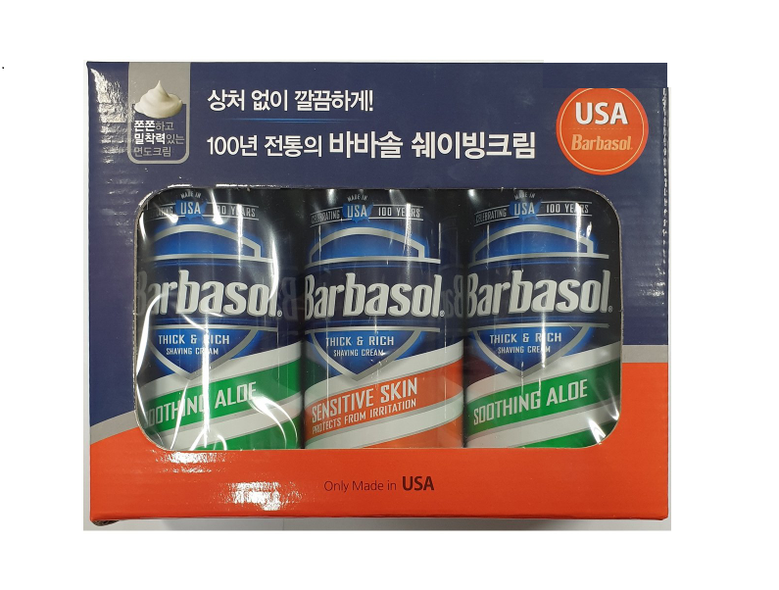 쫀쫀하고
밀착력있는
면도크림
상처 없이 깔끔하게!
100년 전통의 바바솔 쉐이빙크림
USA
Barbasol
MADE IN
USA
100 YEARS
Barbasol
THICK & RICH
SHAVING CREAM
SOOTHING ALOE
MADE IN
CELEBRATING USA 100 YEARS
Barbasol
THICK & RICH
SHAVING CREAM
SENSITIVE SKIN
PROTECTS FROM IRRITATION
MADE IN
CELEBRATING USA 100 YEARS
Barbasol
THICK & RICH
SHAVING CREAM
SOOTHING ALOE
Only Made in USA